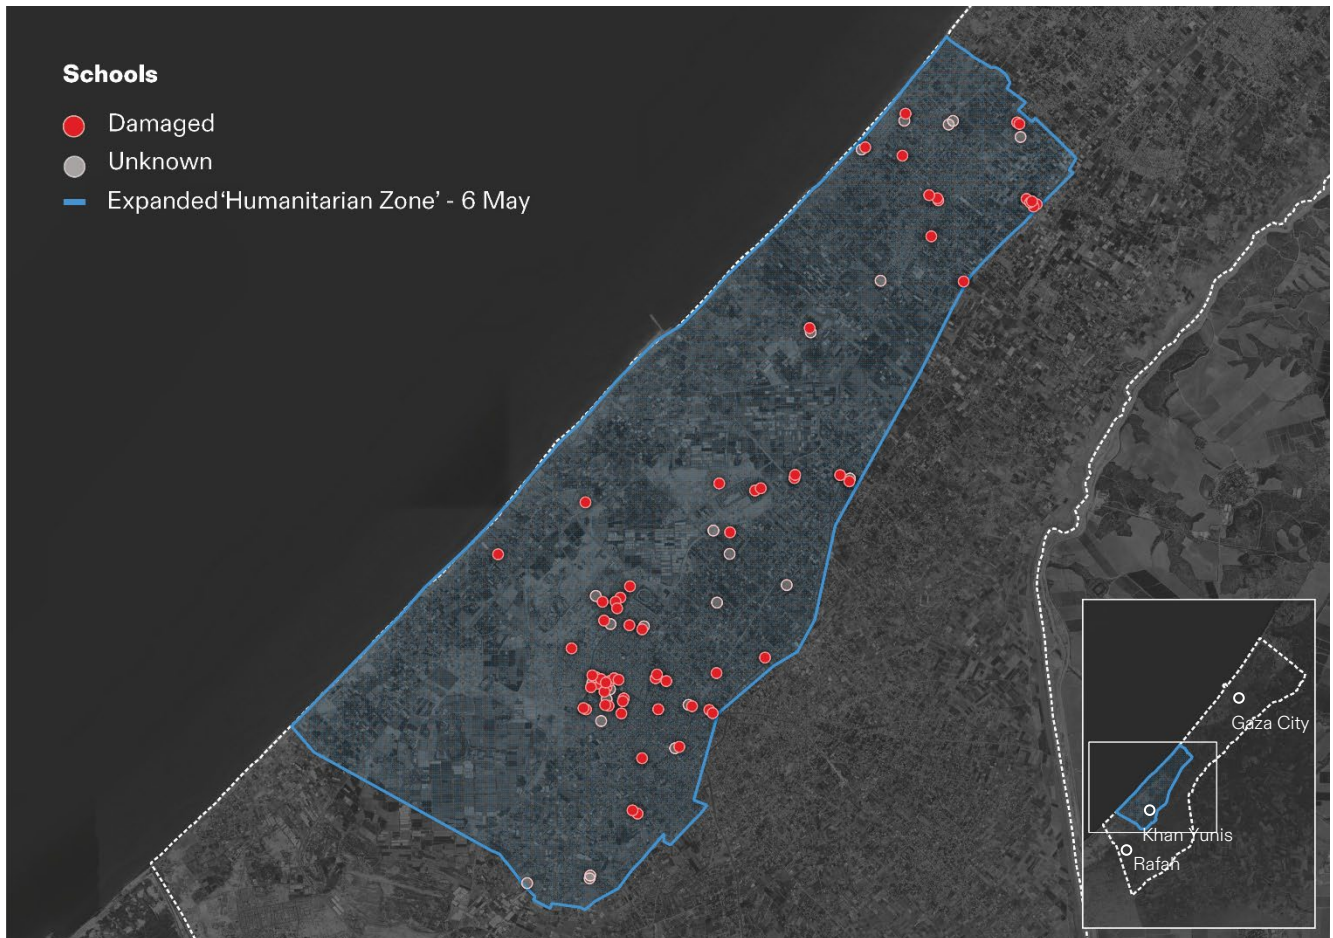 Schools
Damaged
Unknown
Expanded ‘Humanitarian Zone’ - 6 May
Gaza City
Khan Yunis
Rafah